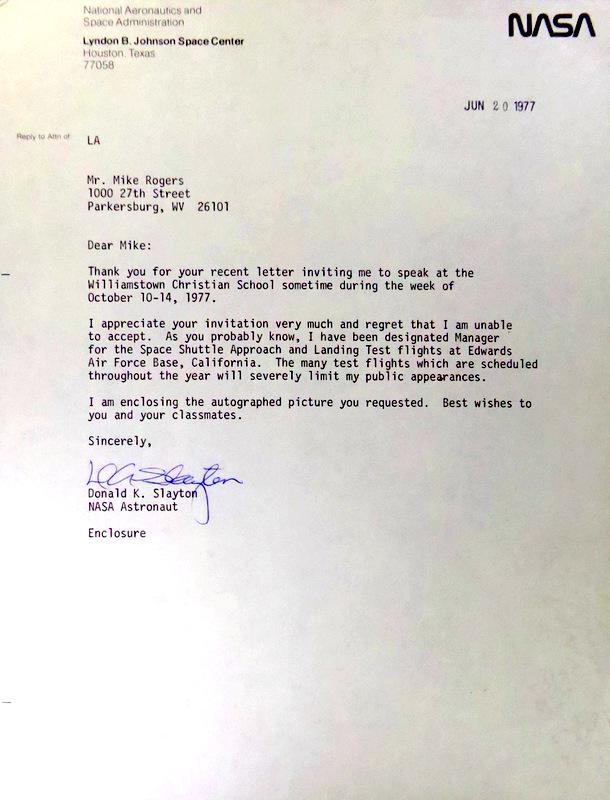 National Aeronautics and
Space Administration
Lyndon B. Johnson Space Center
Houston, Texas
77058
NASA
JUN 20 1977
Reply to Attn of
LA
Mr. Mike Rogers
1000 27th Street
Parkersburg, WV 26101
Dear Mike:
Thank you for your recent letter inviting me to speak at the
Williamstown Christian School sometime during the week of
October 10-14, 1977.
I appreciate your invitation very much and regret that I am unable
to accept. As you probably know, I have been designated Manager
for the Space Shuttle Approach and Landing Test flights at Edwards
Air Force Base, California. The many test flights which are scheduled
throughout the year will severely limit my public appearances.
I am enclosing the autographed picture you requested. Best wishes to
you and your classmates.
Sincerely,
Slayton
Donald K. Slayton
NASA Astronaut
Enclosure